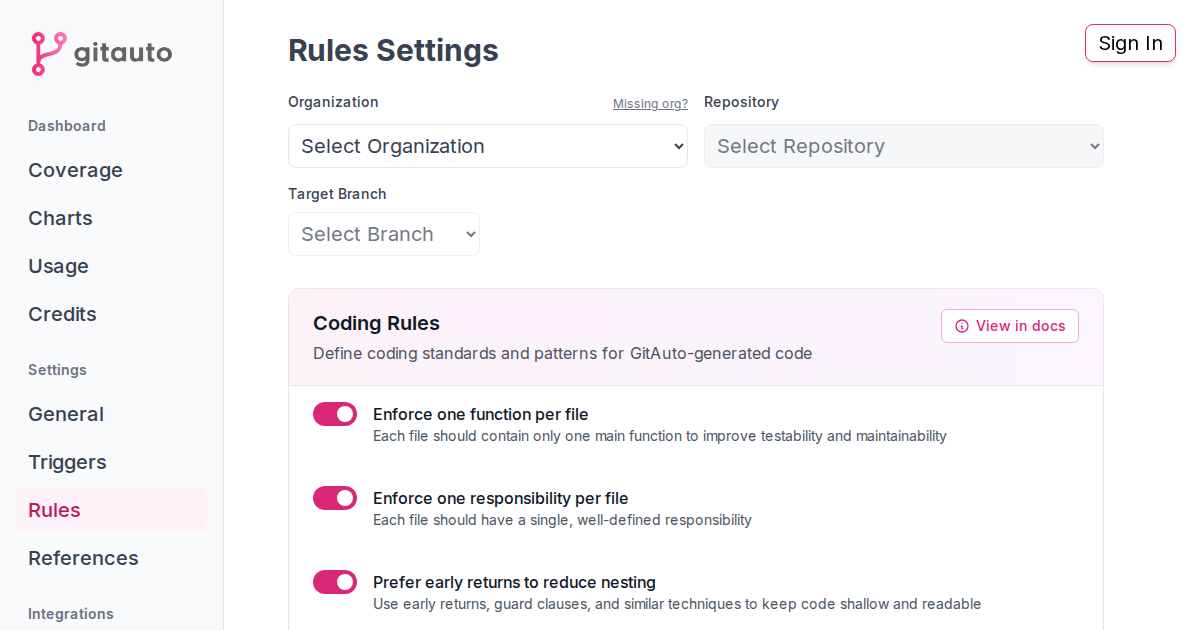 gitauto
Dashboard
Coverage
Charts
Usage
Credits
Settings
General
Triggers
Rules
References
Integrations
Rules Settings
Sign In
Organization
Missing org?
Repository
Select Organization
Select Repository
Target Branch
Select Branch
Coding Rules
Define coding standards and patterns for GitAuto-generated code
View in docs
Enforce one function per file
Each file should contain only one main function to improve testability and maintainability
Enforce one responsibility per file
Each file should have a single, well-defined responsibility
Prefer early returns to reduce nesting
Use early returns, guard clauses, and similar techniques to keep code shallow and readable